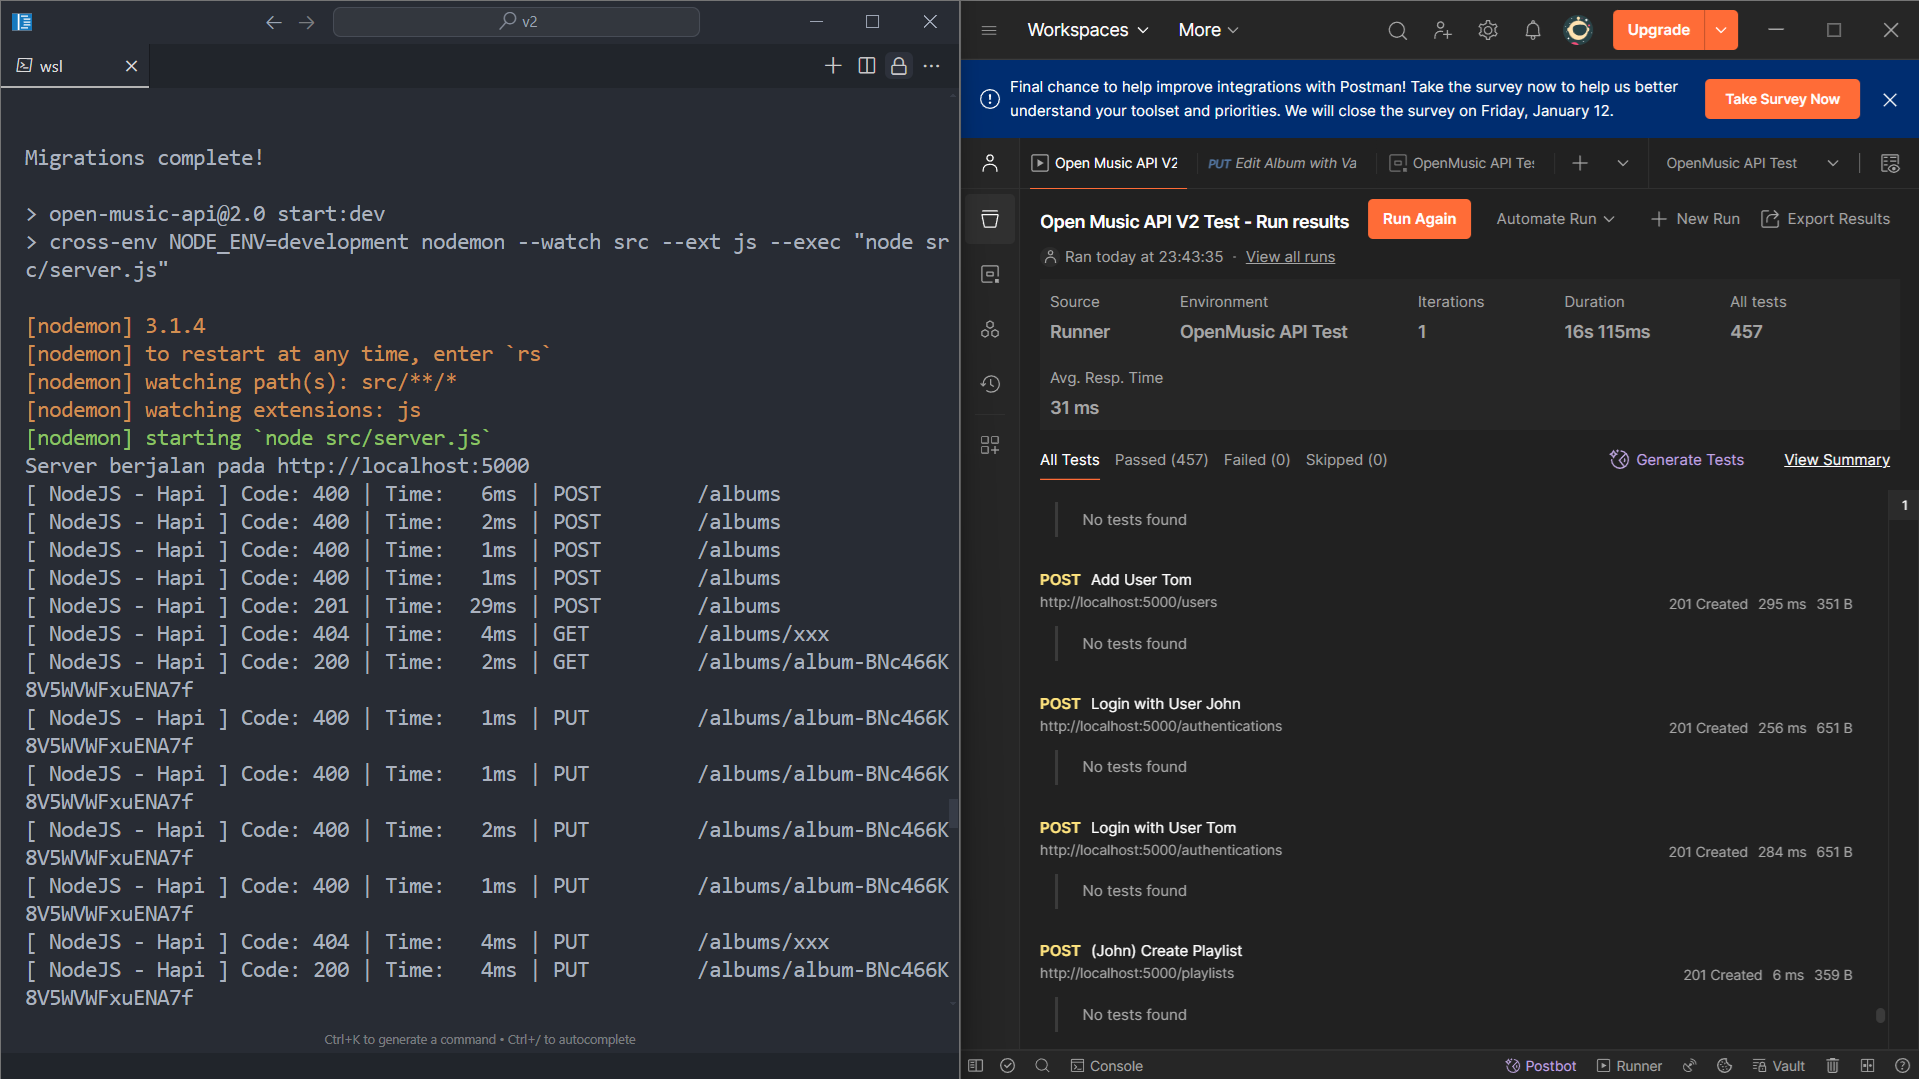 v2
wsl
Migrations complete!
> open-music-api@2.0 start:dev
> cross-env NODE_ENV=development nodemon --watch src --ext js --exec "node sr
c/server.js"
[nodemon] 3.1.4
[nodemon] to restart at any time, enter `rs`
[nodemon] watching path(s): src/**/*
[nodemon] watching extensions: js
[nodemon] starting `node src/server.js`
Server berjalan pada http://localhost:5000
[ NodeJS - Hapi ] Code: 400 | Time:   6ms | POST        /albums
[ NodeJS - Hapi ] Code: 400 | Time:   2ms | POST        /albums
[ NodeJS - Hapi ] Code: 400 | Time:   1ms | POST        /albums
[ NodeJS - Hapi ] Code: 400 | Time:   1ms | POST        /albums
[ NodeJS - Hapi ] Code: 201 | Time:  29ms | POST        /albums
[ NodeJS - Hapi ] Code: 404 | Time:   4ms | GET         /albums/xxx
[ NodeJS - Hapi ] Code: 200 | Time:   2ms | GET         /albums/album-BNc466K
8V5WVWFxuENA7f
[ NodeJS - Hapi ] Code: 400 | Time:   1ms | PUT         /albums/album-BNc466K
8V5WVWFxuENA7f
[ NodeJS - Hapi ] Code: 400 | Time:   1ms | PUT         /albums/album-BNc466K
8V5WVWFxuENA7f
[ NodeJS - Hapi ] Code: 400 | Time:   2ms | PUT         /albums/album-BNc466K
8V5WVWFxuENA7f
[ NodeJS - Hapi ] Code: 400 | Time:   1ms | PUT         /albums/album-BNc466K
8V5WVWFxuENA7f
[ NodeJS - Hapi ] Code: 404 | Time:   4ms | PUT         /albums/xxx
[ NodeJS - Hapi ] Code: 200 | Time:   4ms | PUT         /albums/album-BNc466K
8V5WVWFxuENA7f
Ctrl+K to generate a command • Ctrl+/ to autocomplete
Workspaces More Upgrade
Final chance to help improve integrations with Postman! Take the survey now to help us better
understand your toolset and priorities. We will close the survey on Friday, January 12.
Take Survey Now
Open Music API V2 PUT Edit Album with Va OpenMusic API Tes OpenMusic API Test
Open Music API V2 Test - Run results Run Again Automate Run New Run Export Results
Ran today at 23:43:35 · View all runs
Source Environment Iterations Duration All tests
Runner OpenMusic API Test 1 16s 115ms 457
Avg. Resp. Time
31 ms
All Tests Passed (457) Failed (0) Skipped (0) Generate Tests View Summary
1
No tests found
POST Add User Tom
http://localhost:5000/users 201 Created 295 ms 351 B
No tests found
POST Login with User John
http://localhost:5000/authentications 201 Created 256 ms 651 B
No tests found
POST Login with User Tom
http://localhost:5000/authentications 201 Created 284 ms 651 B
No tests found
POST (John) Create Playlist
http://localhost:5000/playlists 201 Created 6 ms 359 B
No tests found
Console Postbot Runner Vault